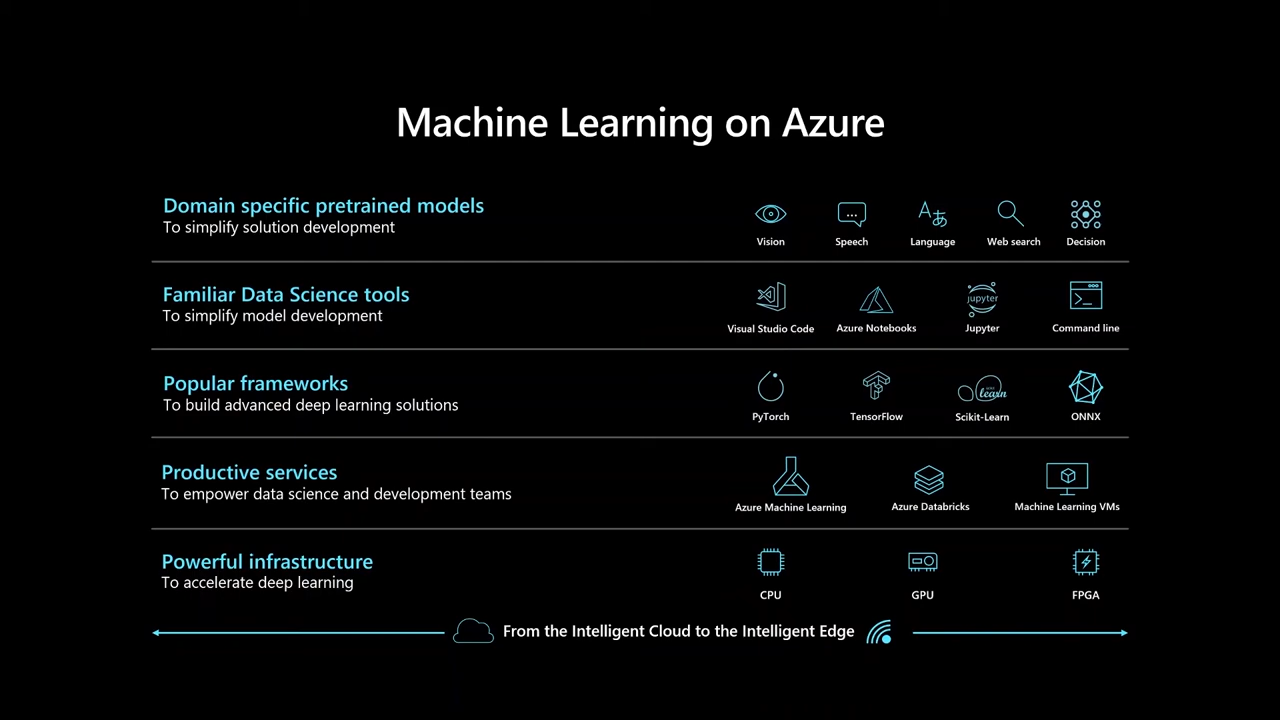 Machine Learning on Azure
Domain specific pretrained models
To simplify solution development
Vision
Speech
Language
Web search
Decision
Familiar Data Science tools
To simplify model development
jupyter
Visual Studio Code
Azure Notebooks
Jupyter
Command line
Popular frameworks
To build advanced deep learning solutions
learn
PyTorch
TensorFlow
Scikit-Learn
ONNX
Productive services
To empower data science and development teams
Azure Machine Learning
Azure Databricks
Machine Learning VMs
Powerful infrastructure
To accelerate deep learning
CPU
GPU
FPGA
From the Intelligent Cloud to the Intelligent Edge